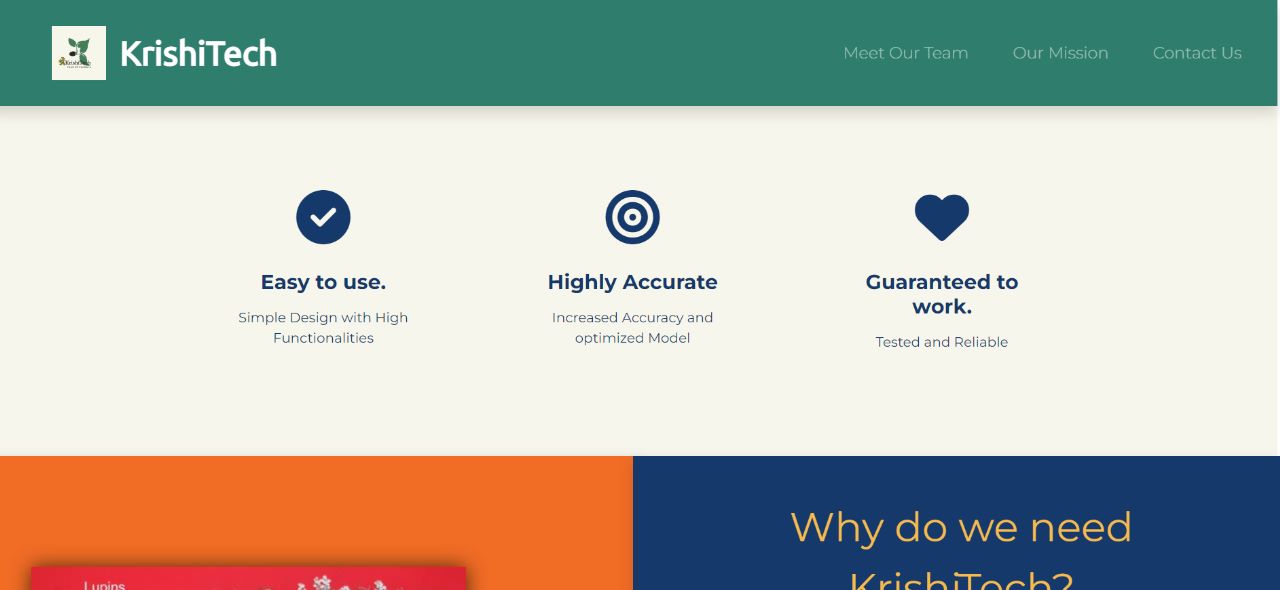 KrishiTech
Meet Our Team
Our Mission
Contact Us
Easy to use.
Simple Design with High
Functionalities
Highly Accurate
Increased Accuracy and
optimized Model
Guaranteed to
work.
Tested and Reliable
Lupins
Why do we need
KrishiTech?